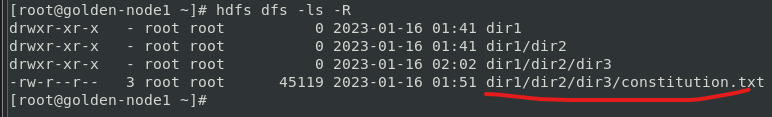 [root@golden-node1 ~]# hdfs dfs -ls -R
drwxr-xr-x   - root root          0 2023-01-16 01:41 dir1
drwxr-xr-x   - root root          0 2023-01-16 01:41 dir1/dir2
drwxr-xr-x   - root root          0 2023-01-16 02:02 dir1/dir2/dir3
-rw-r--r--   3 root root      45119 2023-01-16 01:51 dir1/dir2/dir3/constitution.txt
[root@golden-node1 ~]#